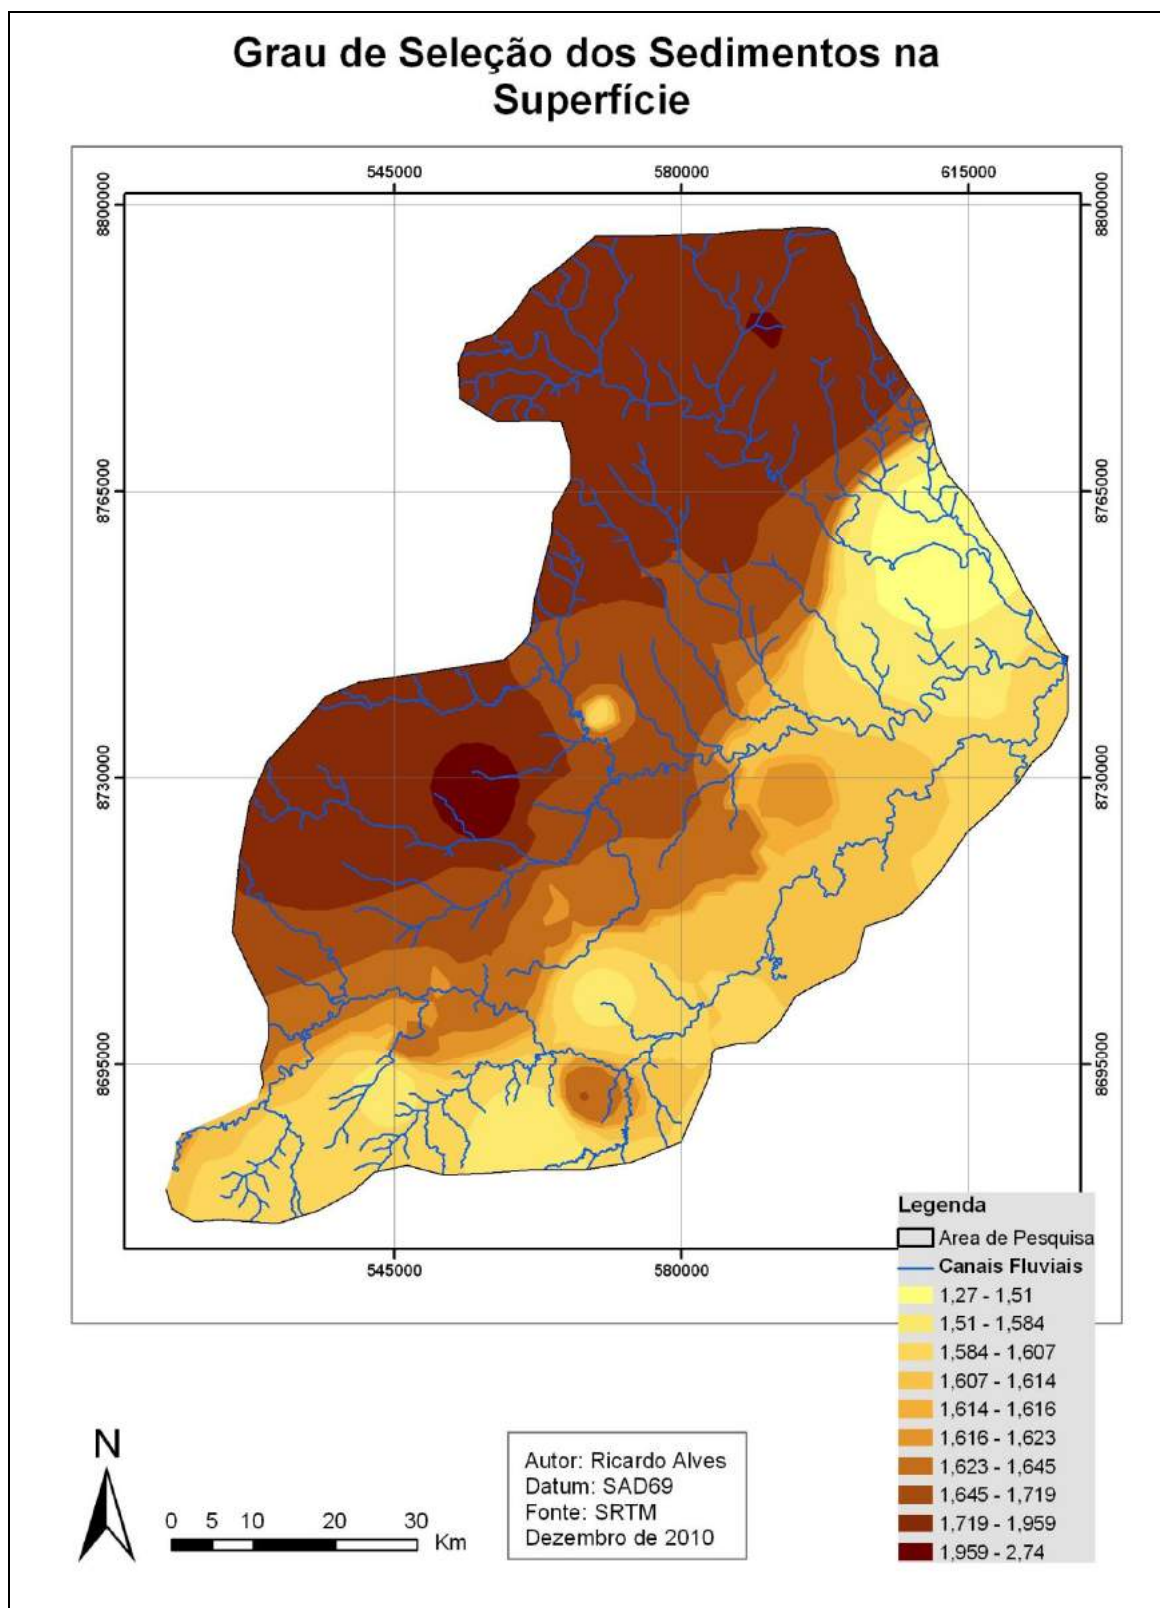 Grau de Seleção dos Sedimentos na
Superfície
545000 580000 615000
8800000 8800000
8765000 8765000
8730000 8730000
8695000 8695000
545000 580000
Legenda
Area de Pesquisa
Canais Fluviais
1,27 - 1,51
1,51 - 1,584
1,584 - 1,607
1,607 - 1,614
1,614 - 1,616
1,616 - 1,623
1,623 - 1,645
1,645 - 1,719
1,719 - 1,959
1,959 - 2,74
N
0 5 10 20 30
Km
Autor: Ricardo Alves
Datum: SAD69
Fonte: SRTM
Dezembro de 2010